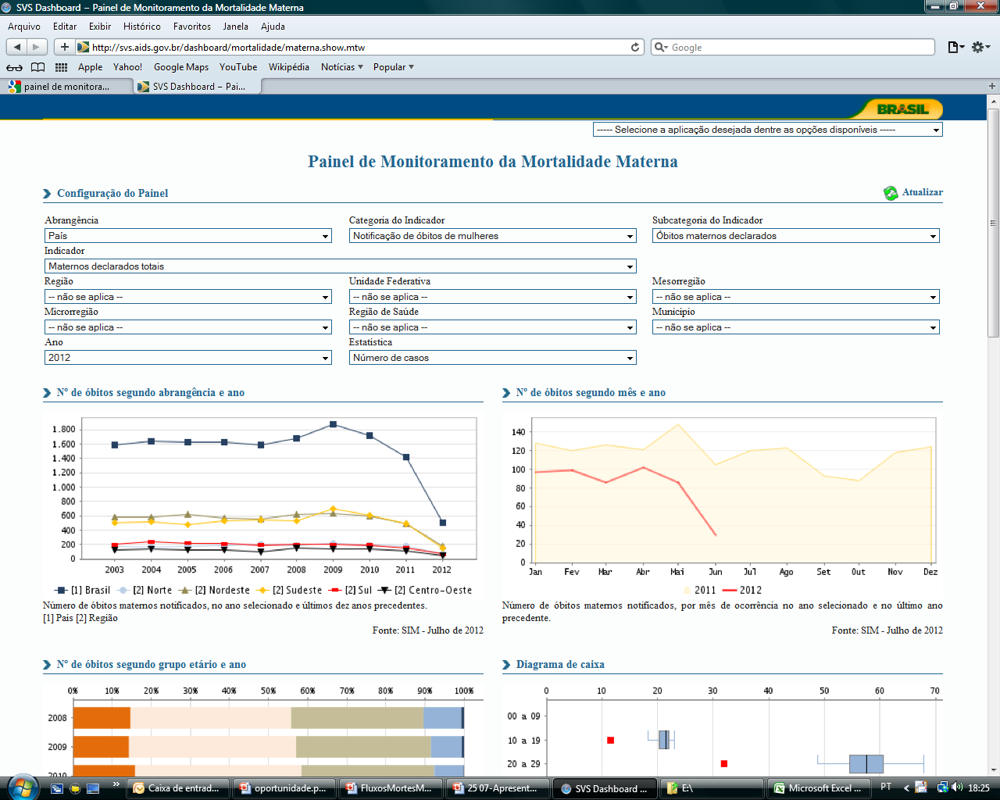 SVS Dashboard – Painel de Monitoramento da Mortalidade Materna
Arquivo Editar Exibir Histórico Favoritos Janela Ajuda
http://svs.aids.gov.br/dashboard/mortalidade/materna.show.mtw
Google
Apple Yahoo! Google Maps YouTube Wikipédia Notícias Popular
painel de monitora...
SVS Dashboard – Pai...
BRASIL
----- Selecione a aplicação desejada dentre as opções disponíveis -----
Painel de Monitoramento da Mortalidade Materna
Configuração do Painel
Atualizar
Abrangência Categoria do Indicador Subcategoria do Indicador
País Notificação de óbitos de mulheres Óbitos maternos declarados
Indicador
Maternos declarados totais
Região Unidade Federativa Mesorregião
-- não se aplica -- -- não se aplica -- -- não se aplica --
Microrregião Região de Saúde Município
-- não se aplica -- -- não se aplica -- -- não se aplica --
Ano Estatística
2012 Número de casos
Nº de óbitos segundo abrangência e ano
1.800
1.600
1.400
1.200
1.000
800
600
400
200
0
2003 2004 2005 2006 2007 2008 2009 2010 2011 2012
[1] Brasil [2] Norte [2] Nordeste [2] Sudeste [2] Sul [2] Centro-Oeste
Número de óbitos maternos notificados, no ano selecionado e últimos dez anos precedentes.
[1] País [2] Região
Fonte: SIM - Julho de 2012
Nº de óbitos segundo mês e ano
140
120
100
80
60
40
20
0
Jan Fev Mar Abr Mai Jun Jul Ago Set Out Nov Dez
2011 2012
Número de óbitos maternos notificados, por mês de ocorrência no ano selecionado e no último ano
precedente.
Fonte: SIM - Julho de 2012
Nº de óbitos segundo grupo etário e ano
0% 10% 20% 30% 40% 50% 60% 70% 80% 90% 100%
2008
2009
2010
Diagrama de caixa
0 10 20 30 40 50 60 70
00 a 09
10 a 19
20 a 29
Caixa de entrad... oportunidade.p... FluxosMortesM... 25 07-Apresent... SVS Dashboard ... E:\ Microsoft Excel ... PT 18:25